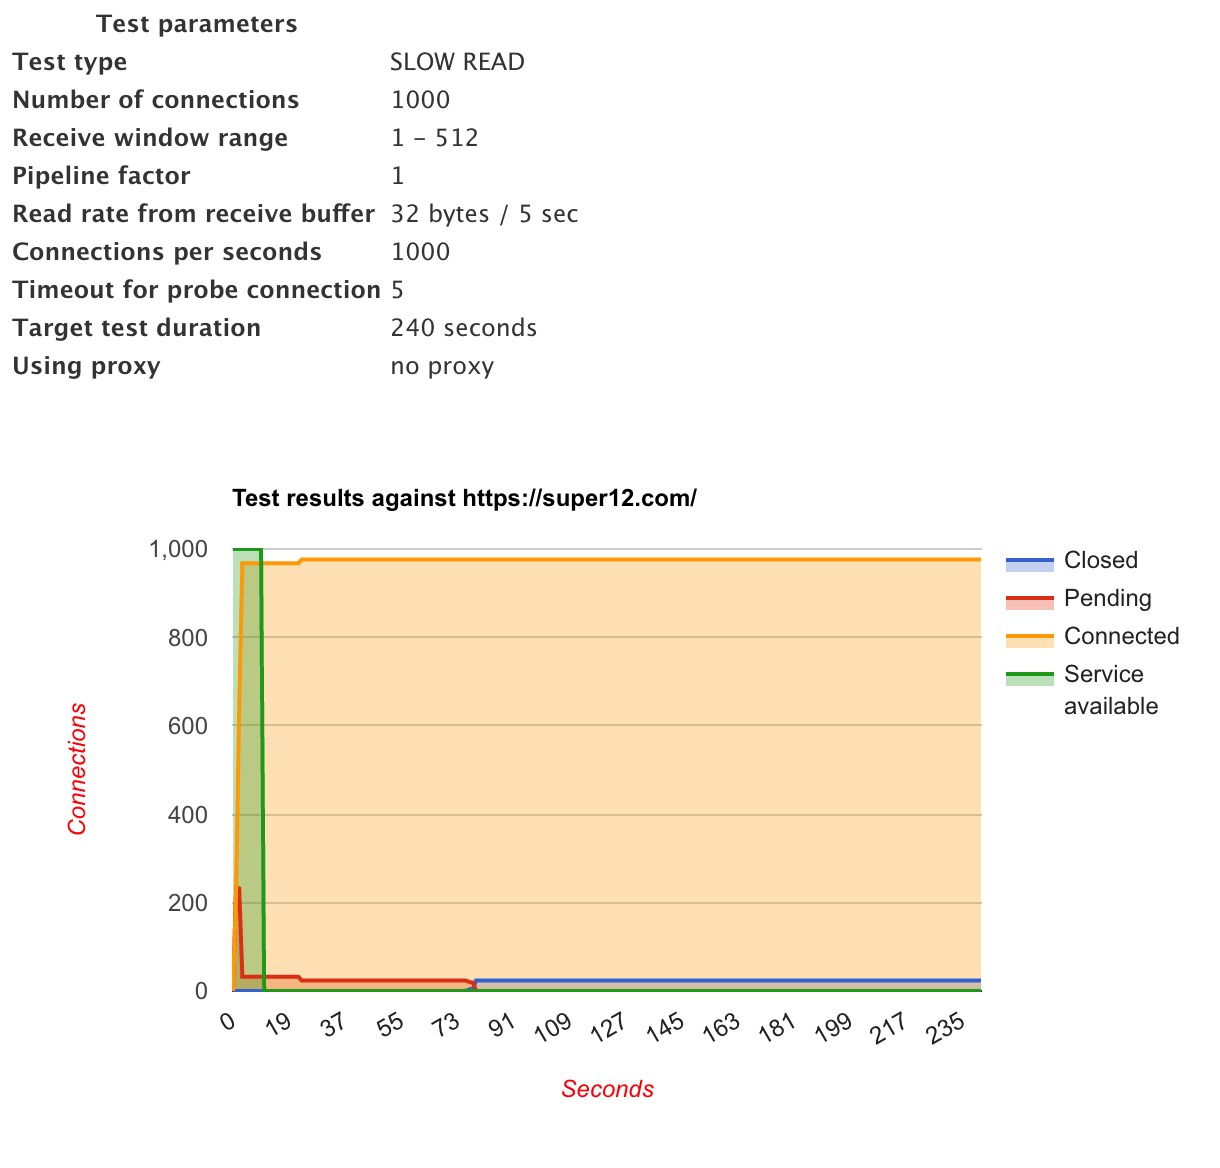 Test parameters
Test type SLOW READ
Number of connections 1000
Receive window range 1 - 512
Pipeline factor 1
Read rate from receive buffer 32 bytes / 5 sec
Connections per seconds 1000
Timeout for probe connection 5
Target test duration 240 seconds
Using proxy no proxy
Test results against https://super12.com/
1,000
800
600
400
200
0
Connections
0 19 37 55 73 91 109 127 145 163 181 199 217 235
Seconds
Closed
Pending
Connected
Service
available